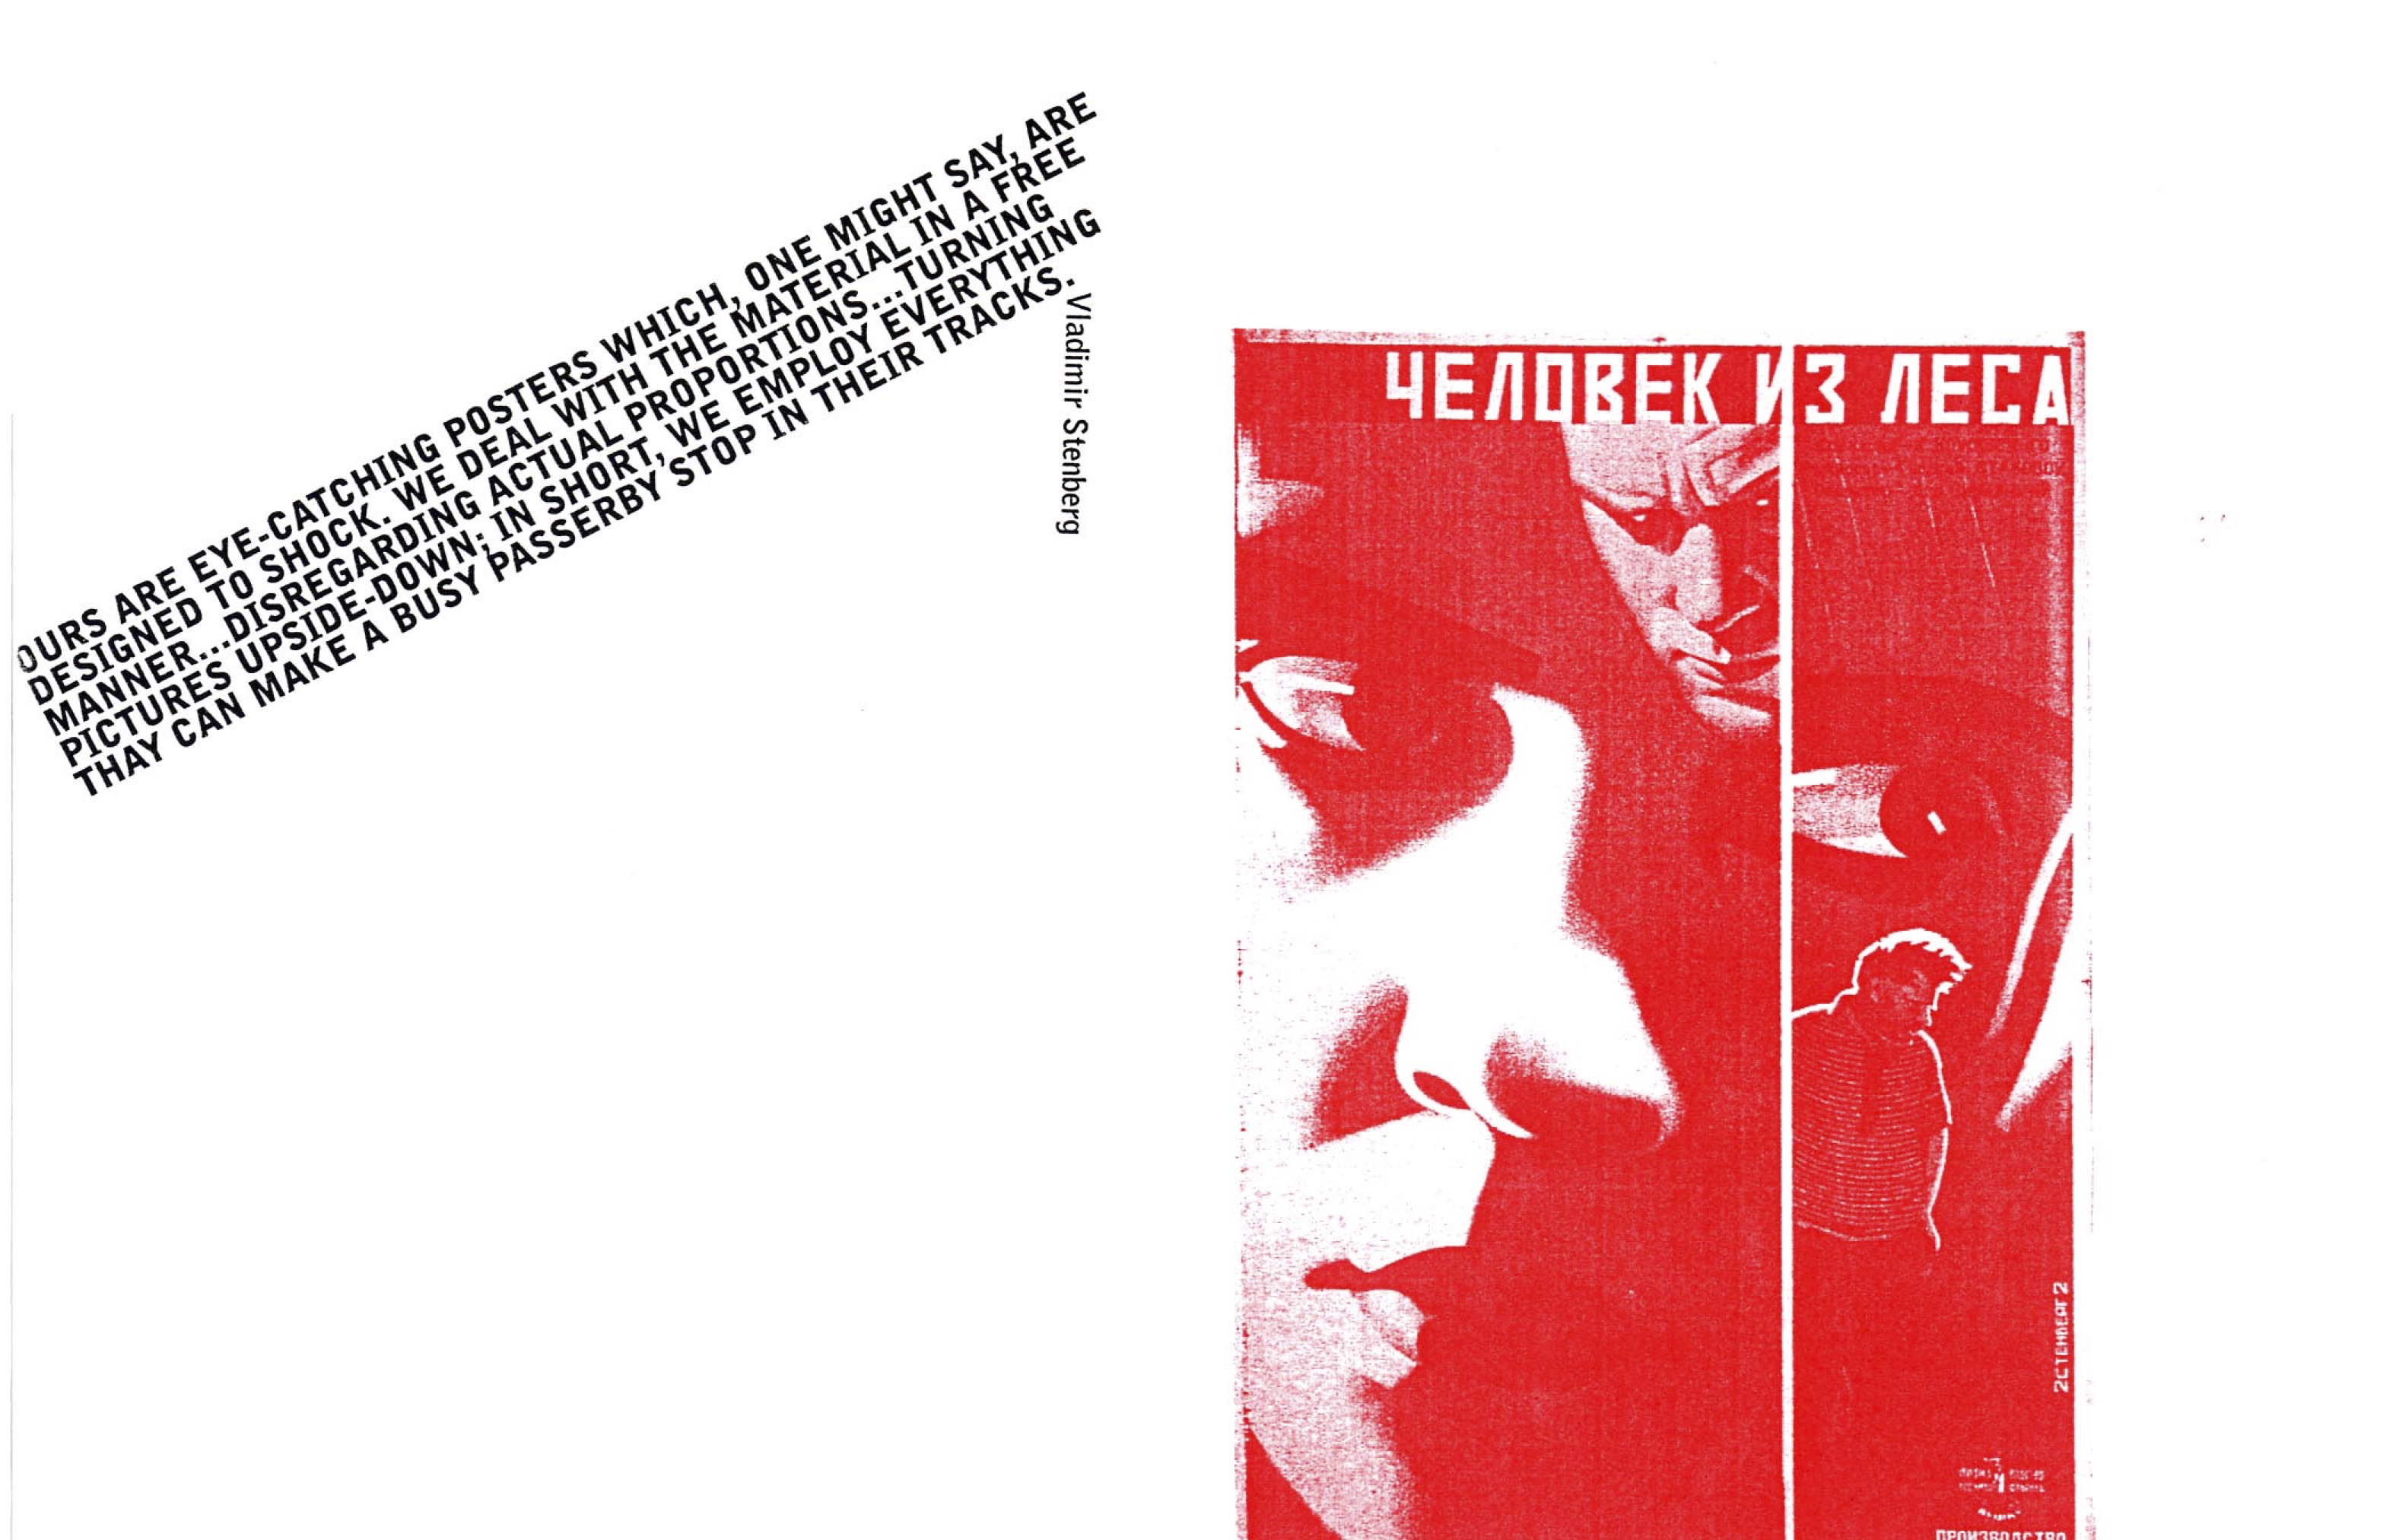 OURS ARE EYE-CATCHING POSTERS WHICH, ONE MIGHT SAY, ARE
DESIGNED TO SHOCK. WE DEAL WITH THE MATERIAL IN A FREE
MANNER...DISREGARDING ACTUAL PROPORTIONS...TURNING
PICTURES UPSIDE-DOWN; IN SHORT, WE EMPLOY EVERYTHING
THAY CAN MAKE A BUSY PASSERBY STOP IN THEIR TRACKS.
Vladimir Stenberg
ЧЕЛОВЕК ИЗ ЛЕСА
2СТЕНБЕРГ2
ПРОИЗВОДСТВО